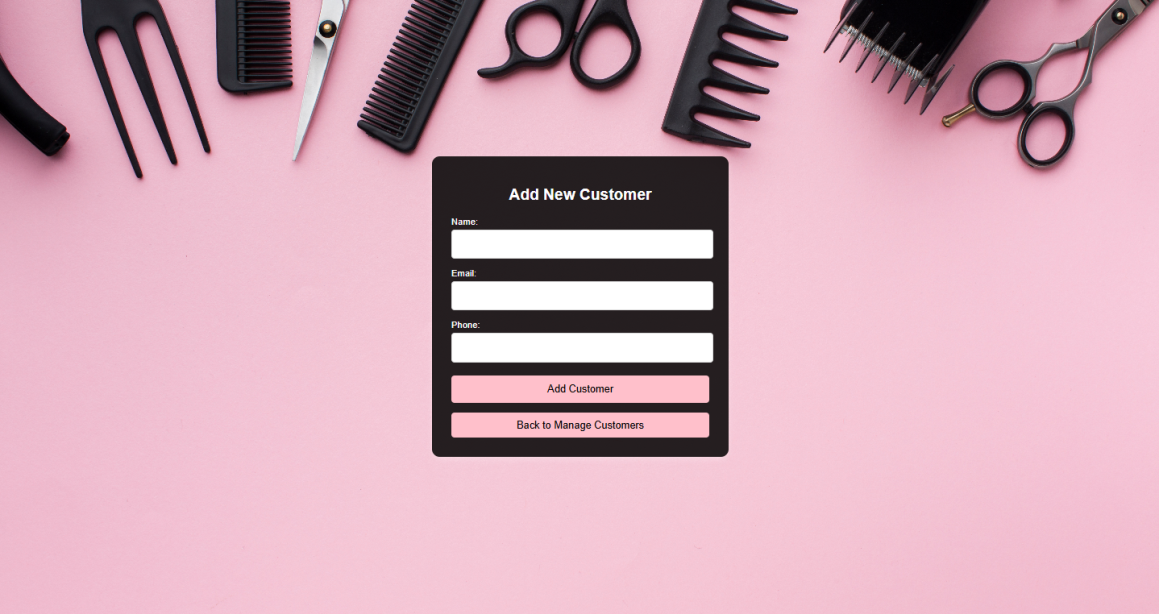 Add New Customer
Name:
Email:
Phone:
Add Customer
Back to Manage Customers